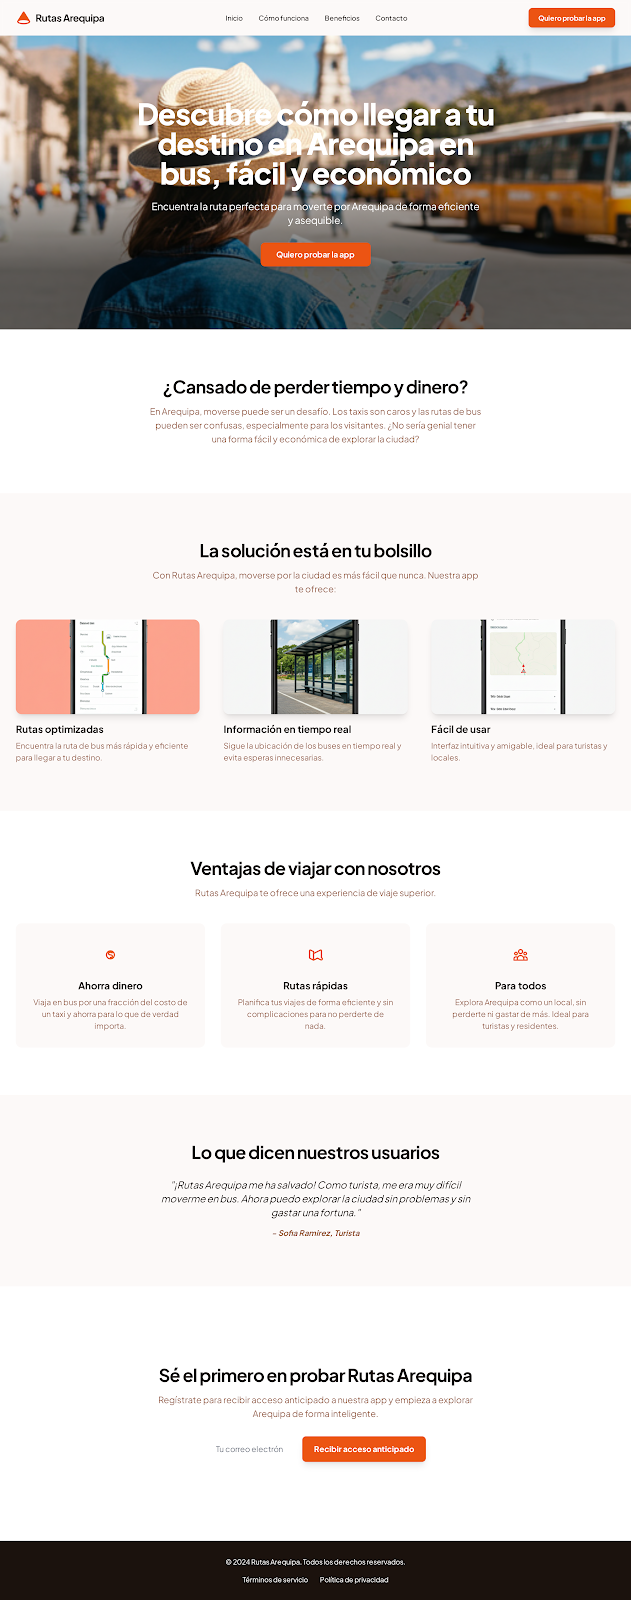 Rutas Arequipa
Inicio
Cómo funciona
Beneficios
Contacto
Quiero probar la app
Descubre cómo llegar a tu
destino en Arequipa en
bus, fácil y económico
Encuentra la ruta perfecta para moverte por Arequipa de forma eficiente
y asequible.
Quiero probar la app
¿Cansado de perder tiempo y dinero?
En Arequipa, moverse puede ser un desafío. Los taxis son caros y las rutas de bus
pueden ser confusas, especialmente para los visitantes. ¿No sería genial tener
una forma fácil y económica de explorar la ciudad?
La solución está en tu bolsillo
Con Rutas Arequipa, moverse por la ciudad es más fácil que nunca. Nuestra app
te ofrece:
Rutas optimizadas
Encuentra la ruta de bus más rápida y eficiente
para llegar a tu destino.
Información en tiempo real
Sigue la ubicación de los buses en tiempo real y
evita esperas innecesarias.
Fácil de usar
Interfaz intuitiva y amigable, ideal para turistas y
locales.
Ventajas de viajar con nosotros
Rutas Arequipa te ofrece una experiencia de viaje superior.
Ahorra dinero
Viaja en bus por una fracción del costo de
un taxi y ahorra para lo que de verdad
importa.
Rutas rápidas
Planifica tus viajes de forma eficiente y sin
complicaciones para no perderte de
nada.
Para todos
Explora Arequipa como un local, sin
perderte ni gastar de más. Ideal para
turistas y residentes.
Lo que dicen nuestros usuarios
"¡Rutas Arequipa me ha salvado! Como turista, me era muy difícil
moverme en bus. Ahora puedo explorar la ciudad sin problemas y sin
gastar una fortuna."
- Sofia Ramirez, Turista
Sé el primero en probar Rutas Arequipa
Regístrate para recibir acceso anticipado a nuestra app y empieza a explorar
Arequipa de forma inteligente.
Tu correo electrón
Recibir acceso anticipado
© 2024 Rutas Arequipa. Todos los derechos reservados.
Términos de servicio
Política de privacidad